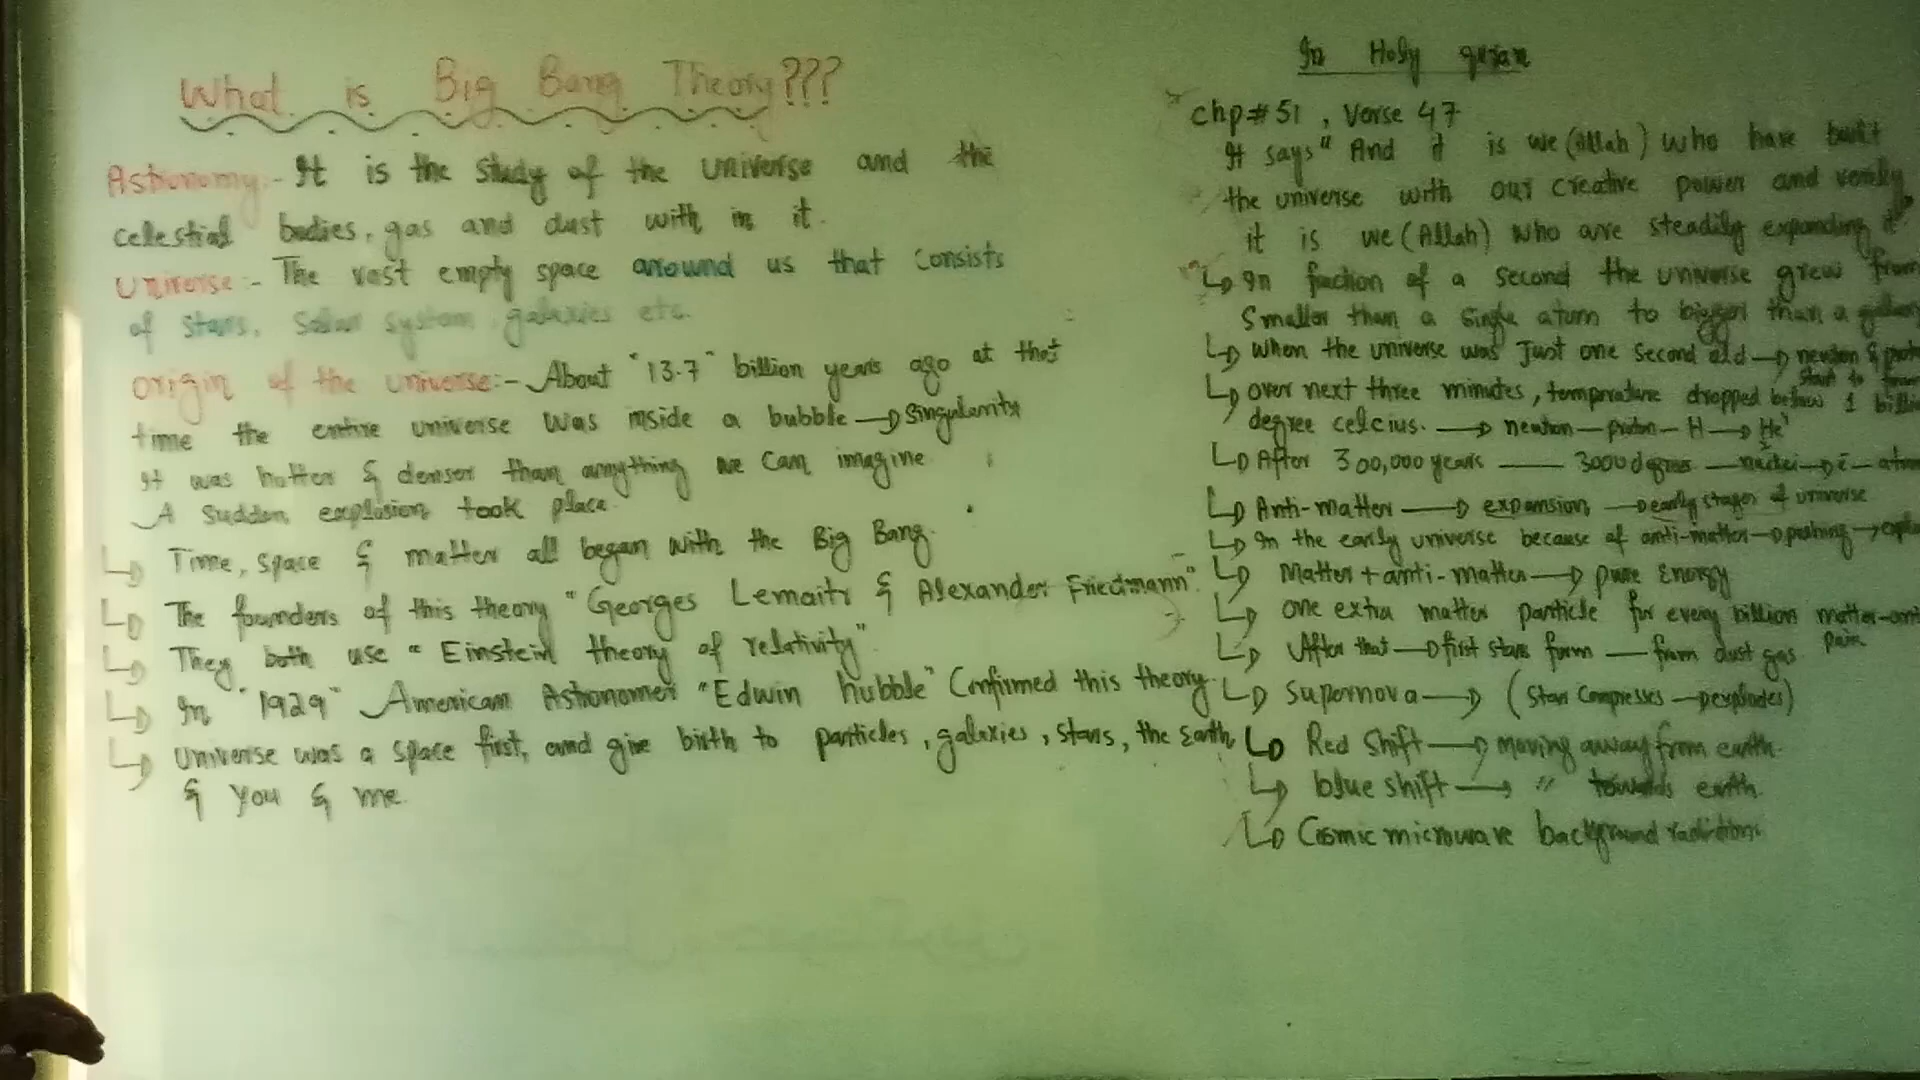 What is Big Bang Theory???
Astronomy:- It is the study of the universe and the
celestial bodies, gas and dust with in it.
Universe:- The vast empty space around us that consists
of stars, Solar system, galaxies etc.
Origin of the universe:- About "13.7" billion years ago at that
time the entire universe was inside a bubble → Singularity
It was hotter & denser than anything we can imagine
A sudden explosion took place.
↳ Time, space & matter all began with the Big Bang.
↳ The founders of this theory "Georges Lemaitr & Alexander Friedmann".
↳ They both use "Einstein theory of relativity"
↳ In "1929" American Astronomer "Edwin hubble" Confirmed this theory.
↳ Universe was a space first, and give birth to particles, galaxies, stars, the Earth
& you & me.
In Holy quran
chp#51, Verse 47
It says "And it is we (Allah) who have built
the universe with our creative power and verily
it is we (Allah) who are steadily expanding it"
↳ In fraction of a second the universe grew from
Smaller than a single atom to bigger than a
↳ When the universe was Just one second old →
↳ over next three minutes, temperature dropped below 1
degree celcius. → neutron – proton – H → He
↳ After 300,000 years — 3000 degrees —
↳ Anti-matter → expansion → early stages of universe
↳ In the early universe because of anti-matter → pushing →
↳ Matter + anti-matter → pure Energy
↳ one extra matter particle for every billion
pair
↳ After that → first stars form — from dust gas
↳ Supernova → (Star Compresses → explodes)
↳ Red Shift → moving away from earth.
↳ blue shift → " towards earth.
↳ Cosmic microwave background